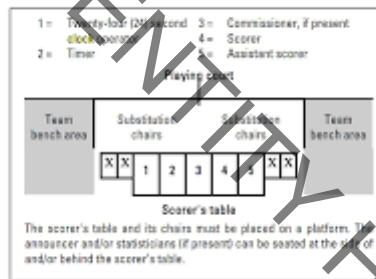 1 = Twenty-four (24) second clock operator
2 = Timer
3 = Commissioner, if present
4 = Scorer
5 = Assistant scorer
Playing court
Team bench area
Substitution chairs
Substitution chairs
Team bench area
X X 1 2 3 4 5 X X
Scorer's table
The scorer's table and its chairs must be placed on a platform. The
announcer and/or statisticians (if present) can be seated at the side of
and/or behind the scorer's table.
ENTITY